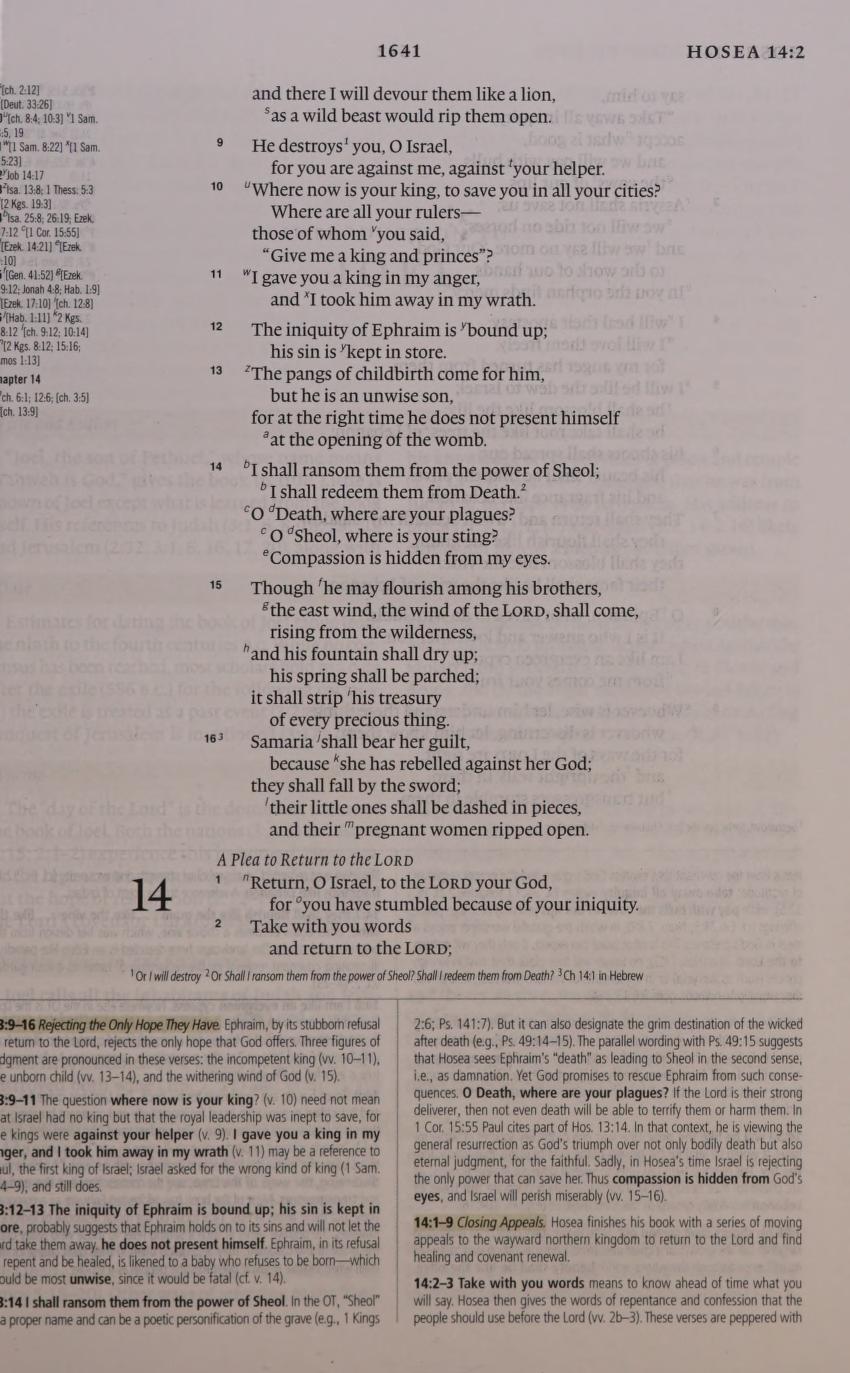 1641 HOSEA 14:2
[ch. 2:12]
[Deut. 33:26]
[ch. 8:4; 10:3] v1 Sam.
:5, 19
w[1 Sam. 8:22] x[1 Sam.
5:23]
yJob 14:17
zIsa. 13:8; 1 Thess. 5:3
[2 Kgs. 19:3]
bIsa. 25:8; 26:19; Ezek.
7:12 c[1 Cor. 15:55]
[Ezek. 14:21] e[Ezek.
:10]
f[Gen. 41:52] g[Ezek.
9:12; Jonah 4:8; Hab. 1:9]
[Ezek. 17:10] i[ch. 12:8]
j[Hab. 1:11] k2 Kgs.
8:12 l[ch. 9:12; 10:14]
[2 Kgs. 8:12; 15:16;
mos 1:13]
apter 14
ch. 6:1; 12:6; [ch. 3:5]
[ch. 13:9]
and there I will devour them like a lion,
sas a wild beast would rip them open.
9 He destroys1 you, O Israel,
for you are against me, against tyour helper.
10 uWhere now is your king, to save you in all your cities?
Where are all your rulers—
those of whom vyou said,
“Give me a king and princes”?
11 wI gave you a king in my anger,
and xI took him away in my wrath.
12 The iniquity of Ephraim is ybound up;
his sin is ykept in store.
13 zThe pangs of childbirth come for him,
but he is an unwise son,
for at the right time he does not present himself
aat the opening of the womb.
14 bI shall ransom them from the power of Sheol;
bI shall redeem them from Death.2
cO dDeath, where are your plagues?
cO dSheol, where is your sting?
eCompassion is hidden from my eyes.
15 Though fhe may flourish among his brothers,
gthe east wind, the wind of the LORD, shall come,
rising from the wilderness,
hand his fountain shall dry up;
his spring shall be parched;
it shall strip ihis treasury
of every precious thing.
16 3 Samaria jshall bear her guilt,
because kshe has rebelled against her God;
they shall fall by the sword;
ltheir little ones shall be dashed in pieces,
and their mpregnant women ripped open.
A Plea to Return to the LORD
14 1 nReturn, O Israel, to the LORD your God,
for oyou have stumbled because of your iniquity.
2 Take with you words
and return to the LORD;
1 Or I will destroy 2 Or Shall I ransom them from the power of Sheol? Shall I redeem them from Death? 3 Ch 14:1 in Hebrew
3:9–16 Rejecting the Only Hope They Have. Ephraim, by its stubborn refusal
return to the Lord, rejects the only hope that God offers. Three figures of
dgment are pronounced in these verses: the incompetent king (vv. 10–11),
e unborn child (vv. 13–14), and the withering wind of God (v. 15).
3:9–11 The question where now is your king? (v. 10) need not mean
at Israel had no king but that the royal leadership was inept to save, for
e kings were against your helper (v. 9). I gave you a king in my
nger, and I took him away in my wrath (v. 11) may be a reference to
ul, the first king of Israel; Israel asked for the wrong kind of king (1 Sam.
4–9), and still does.
3:12–13 The iniquity of Ephraim is bound up; his sin is kept in
ore, probably suggests that Ephraim holds on to its sins and will not let the
rd take them away. he does not present himself. Ephraim, in its refusal
repent and be healed, is likened to a baby who refuses to be born—which
ould be most unwise, since it would be fatal (cf. v. 14).
3:14 I shall ransom them from the power of Sheol. In the OT, “Sheol”
a proper name and can be a poetic personification of the grave (e.g., 1 Kings
2:6; Ps. 141:7). But it can also designate the grim destination of the wicked
after death (e.g., Ps. 49:14–15). The parallel wording with Ps. 49:15 suggests
that Hosea sees Ephraim's “death” as leading to Sheol in the second sense,
i.e., as damnation. Yet God promises to rescue Ephraim from such conse-
quences. O Death, where are your plagues? If the Lord is their strong
deliverer, then not even death will be able to terrify them or harm them. In
1 Cor. 15:55 Paul cites part of Hos. 13:14. In that context, he is viewing the
general resurrection as God's triumph over not only bodily death but also
eternal judgment, for the faithful. Sadly, in Hosea's time Israel is rejecting
the only power that can save her. Thus compassion is hidden from God's
eyes, and Israel will perish miserably (vv. 15–16).
14:1–9 Closing Appeals. Hosea finishes his book with a series of moving
appeals to the wayward northern kingdom to return to the Lord and find
healing and covenant renewal.
14:2–3 Take with you words means to know ahead of time what you
will say. Hosea then gives the words of repentance and confession that the
people should use before the Lord (vv. 2b–3). These verses are peppered with